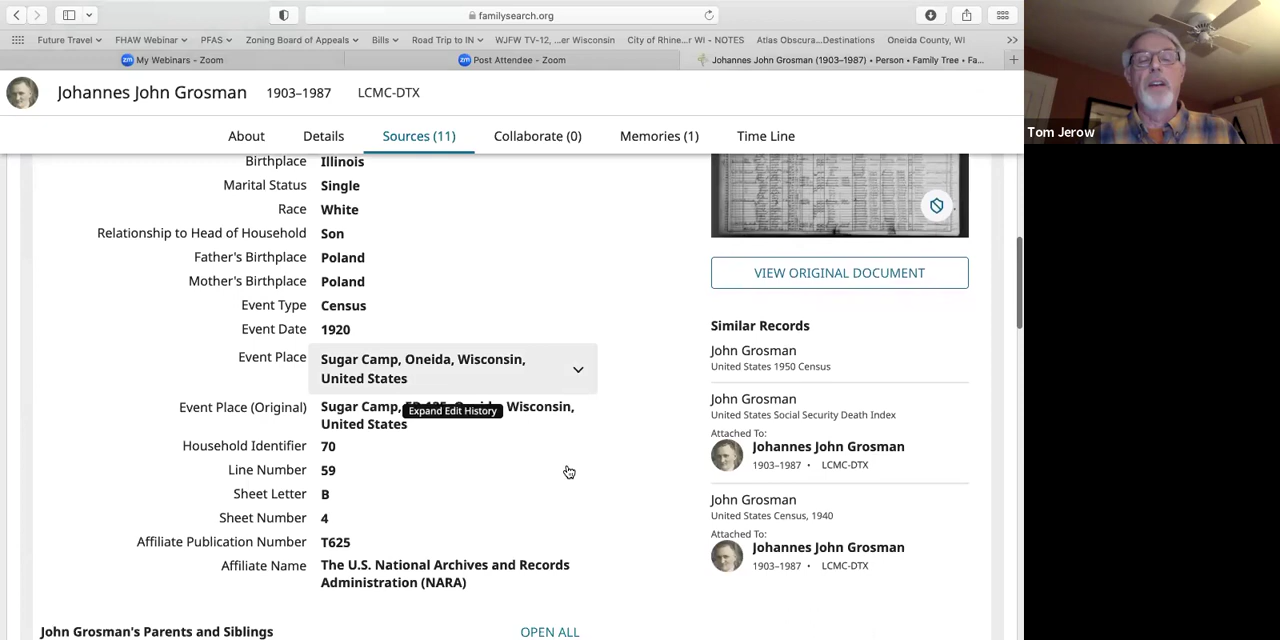 familysearch.org
Future Travel
FHAW Webinar
PFAS
Zoning Board of Appeals
Bills
Road Trip to IN
WJFW TV-12, ...er Wisconsin
City of Rhine... WI - NOTES
Atlas Obscura...Destinations
Oneida County, WI
zm My Webinars - Zoom
zm Post Attendee - Zoom
Johannes John Grosman (1903–1987) • Person • Family Tree • Fa...
Johannes John Grosman 1903–1987 LCMC-DTX
Tom Jerow
About Details Sources (11) Collaborate (0) Memories (1) Time Line
Birthplace Illinois
Marital Status Single
Race White
Relationship to Head of Household Son
Father's Birthplace Poland
Mother's Birthplace Poland
Event Type Census
Event Date 1920
Event Place Sugar Camp, Oneida, Wisconsin,
United States
Event Place (Original) Sugar Camp, Wisconsin,
Expand Edit History
United States
Household Identifier 70
Line Number 59
Sheet Letter B
Sheet Number 4
Affiliate Publication Number T625
Affiliate Name The U.S. National Archives and Records
Administration (NARA)
John Grosman's Parents and Siblings OPEN ALL
VIEW ORIGINAL DOCUMENT
Similar Records
John Grosman
United States 1950 Census
John Grosman
United States Social Security Death Index
Attached To:
Johannes John Grosman
1903–1987 • LCMC-DTX
John Grosman
United States Census, 1940
Attached To:
Johannes John Grosman
1903–1987 • LCMC-DTX